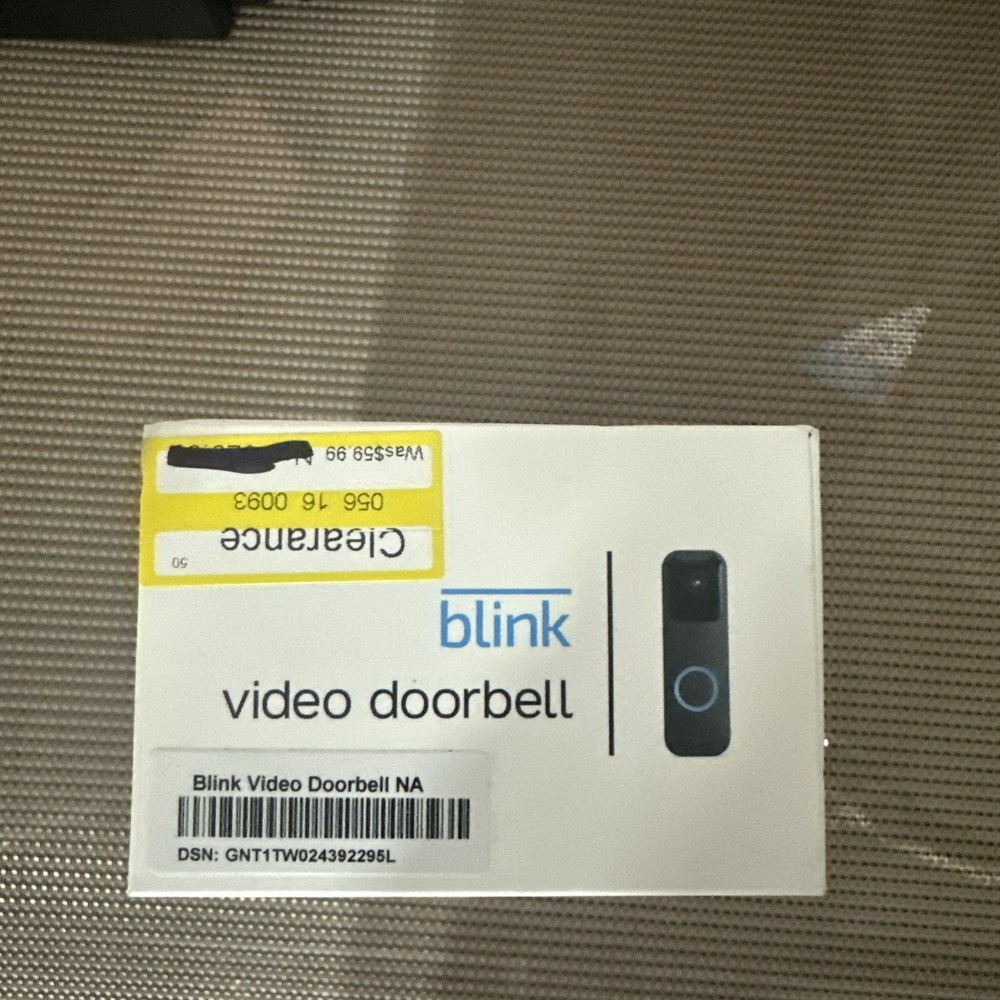 Clearance
50
056 16 0093
Was$59.99
blink
video doorbell
Blink Video Doorbell NA
DSN: GNT1TW024392295L